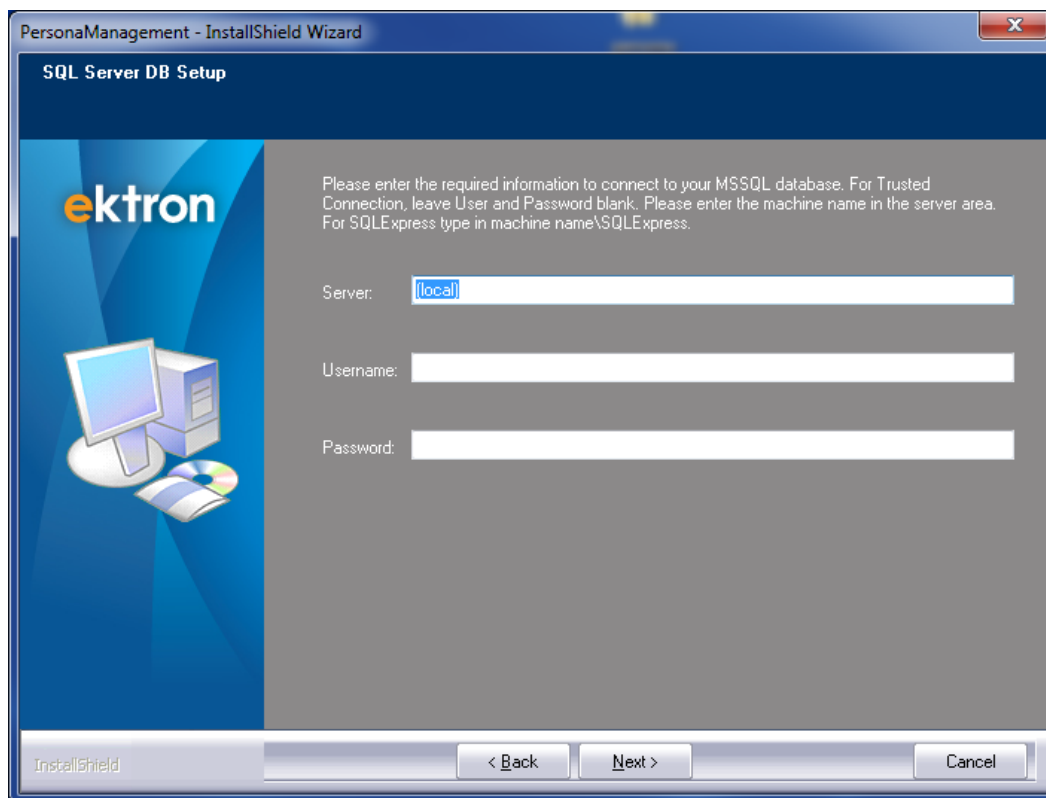 PersonaManagement - InstallShield Wizard
SQL Server DB Setup
ektron
Please enter the required information to connect to your MSSQL database. For Trusted
Connection, leave User and Password blank. Please enter the machine name in the server area.
For SQLExpress type in machine name\SQLExpress.
Server: (local)
Username:
Password:
InstallShield
< Back Next > Cancel